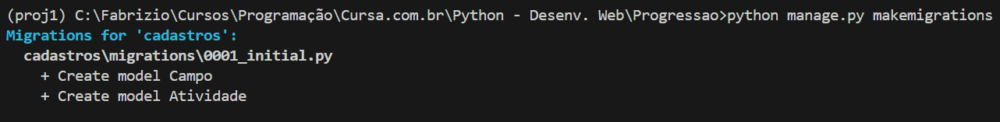 (proj1) C:\Fabrizio\Cursos\Programação\Cursa.com.br\Python - Desenv. Web\Progressao>python manage.py makemigrations
Migrations for 'cadastros':
  cadastros\migrations\0001_initial.py
    + Create model Campo
    + Create model Atividade